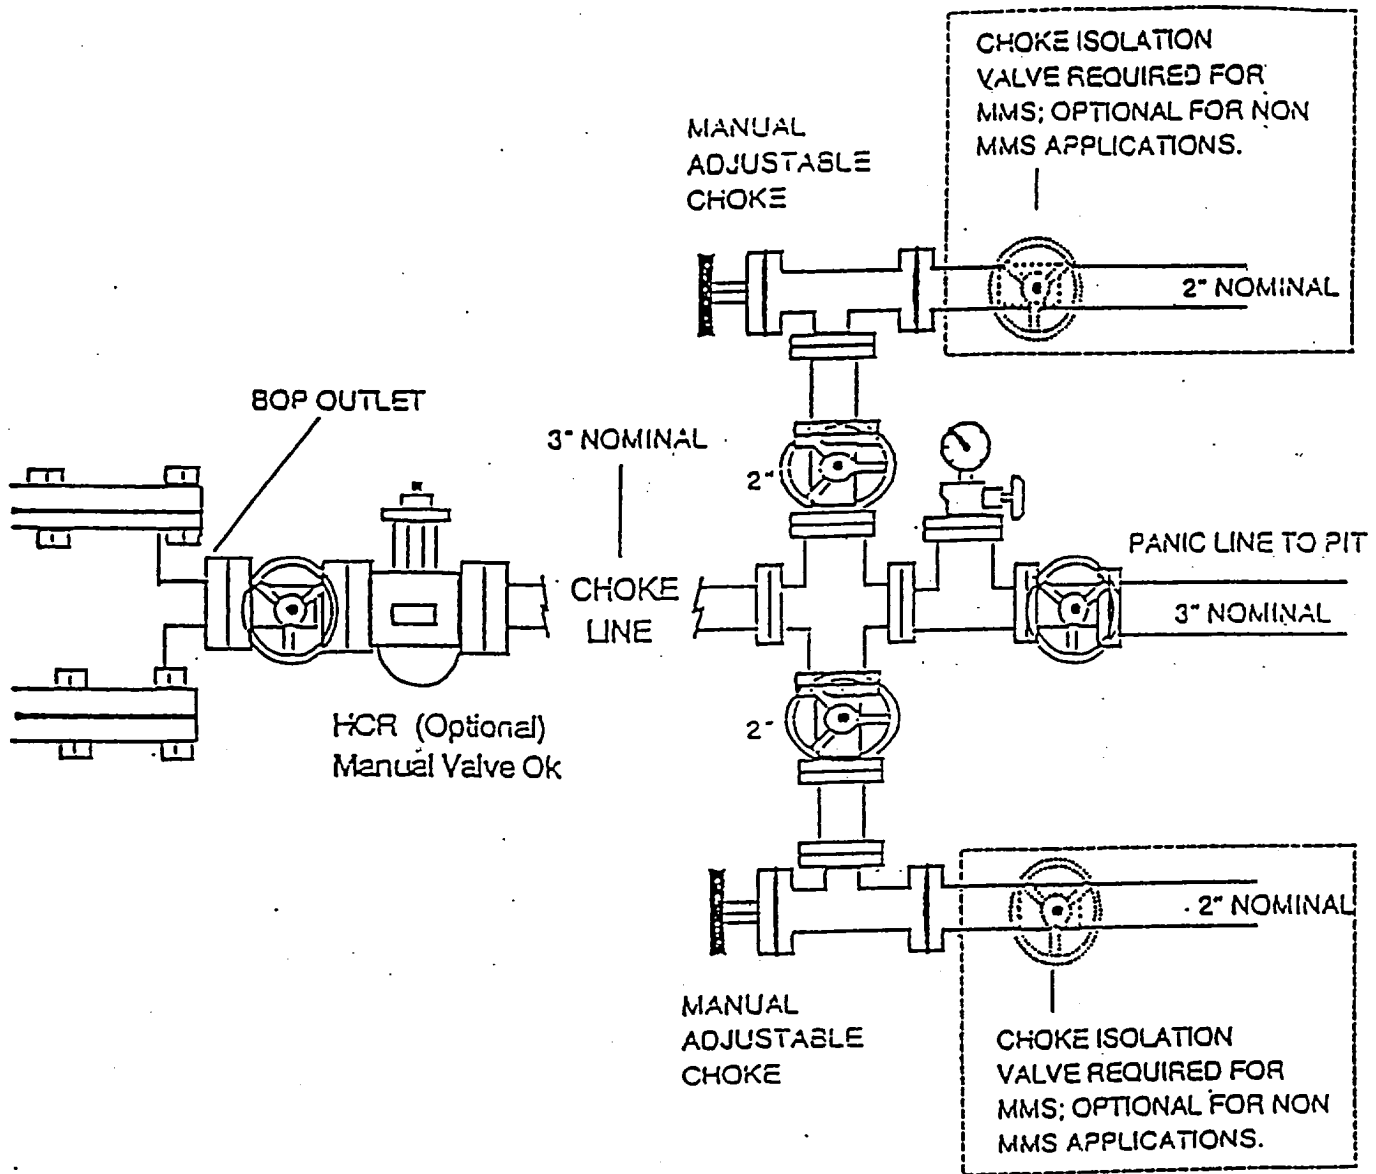 CHOKE ISOLATION
VALVE REQUIRED FOR
MMS; OPTIONAL FOR NON
MMS APPLICATIONS.
MANUAL
ADJUSTABLE
CHOKE
2" NOMINAL
BOP OUTLET
3" NOMINAL
2"
PANIC LINE TO PIT
CHOKE
LINE
3" NOMINAL
HCR (Optional)
Manual Valve Ok
2"
2" NOMINAL
MANUAL
ADJUSTABLE
CHOKE
CHOKE ISOLATION
VALVE REQUIRED FOR
MMS; OPTIONAL FOR NON
MMS APPLICATIONS.